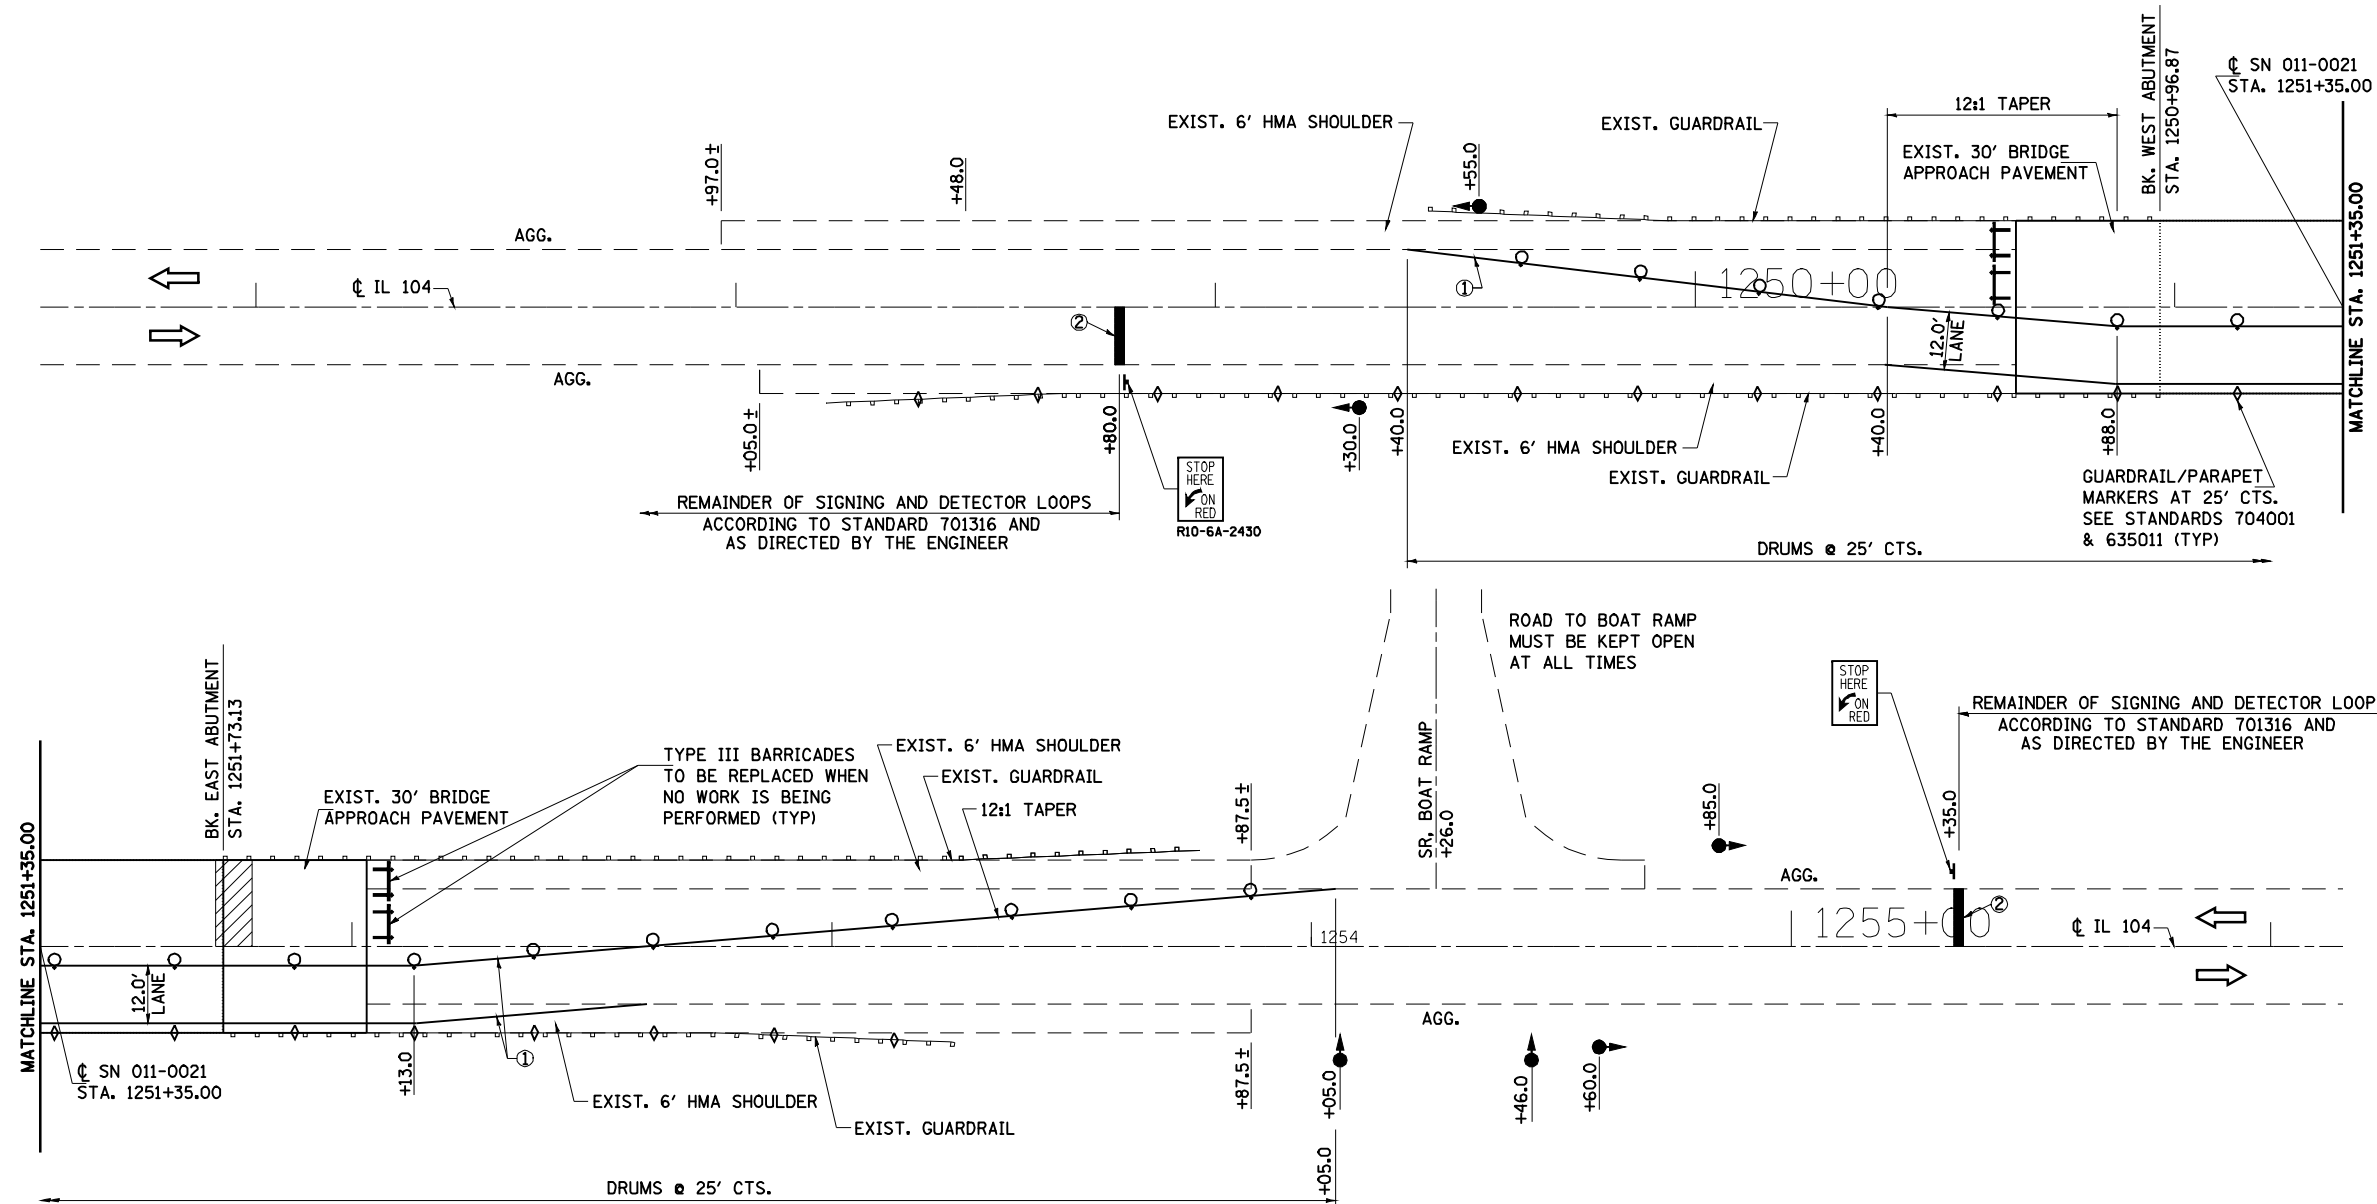 BK. WEST ABUTMENT
STA. 1250+96.87
℄ SN 011-0021
STA. 1251+35.00
12:1 TAPER
EXIST. 6' HMA SHOULDER
EXIST. GUARDRAIL
EXIST. 30' BRIDGE
APPROACH PAVEMENT
+97.0±
+48.0
+55.0
MATCHLINE STA. 1251+35.00
AGG.
℄ IL 104
1
1250+00
2
12.0'
LANE
AGG.
+05.0±
+80.0
+30.0
+40.0
+40.0
+88.0
EXIST. 6' HMA SHOULDER
EXIST. GUARDRAIL
STOP
HERE
ON
RED
R10-6A-2430
GUARDRAIL/PARAPET
MARKERS AT 25' CTS.
SEE STANDARDS 704001
& 635011 (TYP)
REMAINDER OF SIGNING AND DETECTOR LOOPS
ACCORDING TO STANDARD 701316 AND
AS DIRECTED BY THE ENGINEER
DRUMS @ 25' CTS.
ROAD TO BOAT RAMP
MUST BE KEPT OPEN
AT ALL TIMES
STOP
HERE
ON
RED
REMAINDER OF SIGNING AND DETECTOR LOOP
ACCORDING TO STANDARD 701316 AND
AS DIRECTED BY THE ENGINEER
BK. EAST ABUTMENT
STA. 1251+73.13
TYPE III BARRICADES
TO BE REPLACED WHEN
NO WORK IS BEING
PERFORMED (TYP)
EXIST. 6' HMA SHOULDER
EXIST. GUARDRAIL
12:1 TAPER
EXIST. 30' BRIDGE
APPROACH PAVEMENT
+87.5±
SR. BOAT RAMP
+26.0
+85.0
+35.0
MATCHLINE STA. 1251+35.00
AGG.
1254
1255+00
2
℄ IL 104
12.0'
LANE
AGG.
1
℄ SN 011-0021
STA. 1251+35.00
+13.0
+87.5±
+05.0
+46.0
+60.0
EXIST. 6' HMA SHOULDER
EXIST. GUARDRAIL
+05.0
DRUMS @ 25' CTS.